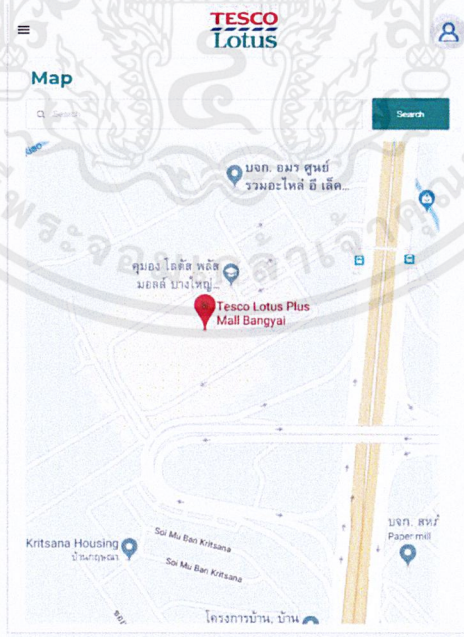 TESCO
Lotus
Map
Search
Search
บจก. อมร ศูนย์
รวมอะไหล่ อี เล็ค...
คุมอง โลตัส พลัส
มอลล์ บางใหญ่...
Tesco Lotus Plus
Mall Bangyai
บจก. สหกิ
Paper mill
Kritsana Housing
บ้านกฤษณา
Soi Mu Ban Kritsana
Soi Mu Ban Kritsana
โครงการบ้าน, บ้าน